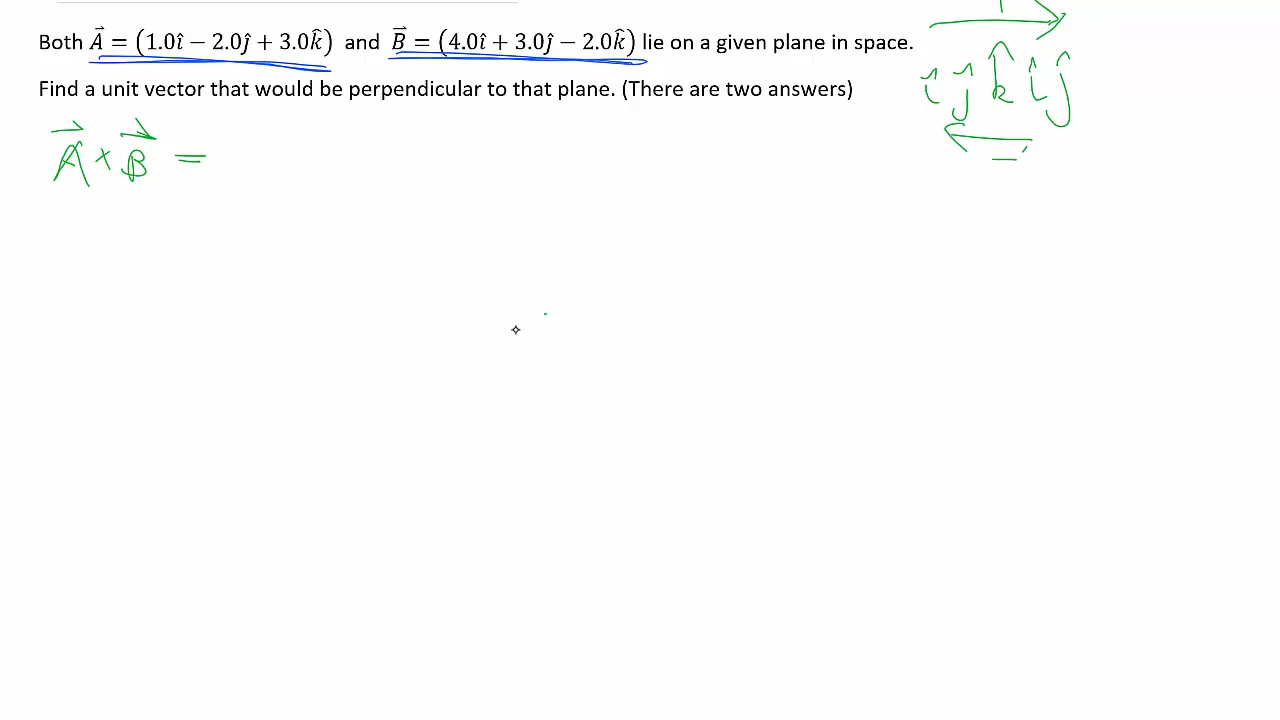 Both A⃗ = (1.0î − 2.0ĵ + 3.0k̂) and B⃗ = (4.0î + 3.0ĵ − 2.0k̂) lie on a given plane in space.
Find a unit vector that would be perpendicular to that plane. (There are two answers)
î ĵ k̂ î ĵ
A⃗ × B⃗ =